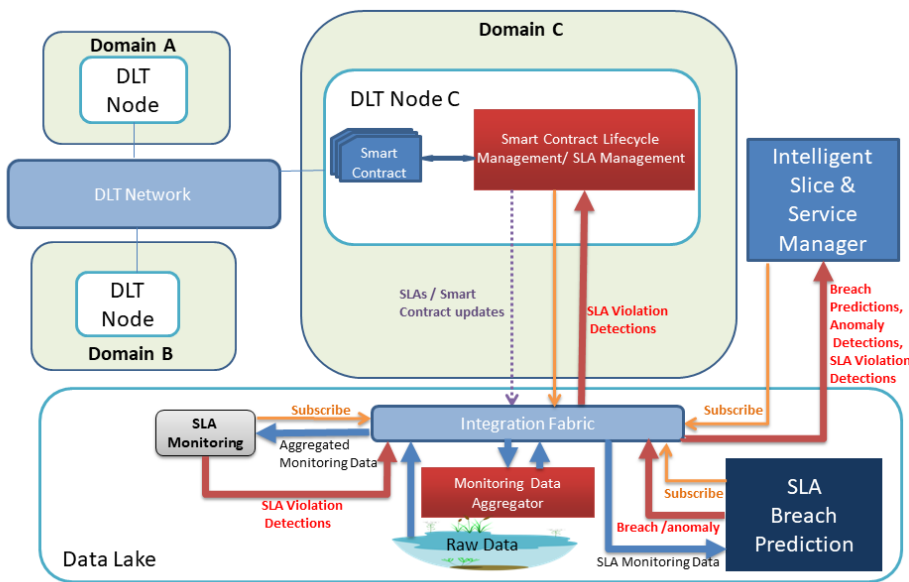 Domain A
DLT
Node
DLT Network
DLT
Node
Domain B
Domain C
DLT Node C
Smart
Contract
Smart Contract Lifecycle
Management/ SLA Management
SLAs / Smart
Contract updates
SLA Violation
Detections
Intelligent
Slice &
Service
Manager
Breach
Predictions,
Anomaly
Detections,
SLA Violation
Detections
Subscribe
SLA
Monitoring
Aggregated
Monitoring Data
Integration Fabric
Subscribe
SLA Violation
Detections
Monitoring Data
Aggregator
Raw Data
Subscribe
Breach /anomaly
SLA Monitoring Data
SLA
Breach
Prediction
Data Lake